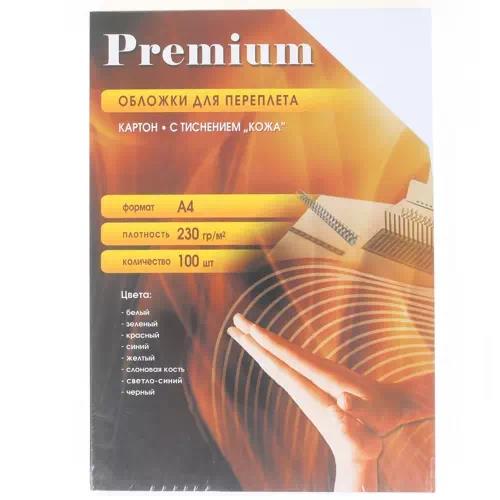 Premium
ОБЛОЖКИ ДЛЯ ПЕРЕПЛЕТА
КАРТОН • С ТИСНЕНИЕМ „КОЖА"
формат А4
плотность 230 гр/м²
количество 100 шт
Цвета:
- белый
- зеленый
- красный
- синий
- желтый
- слоновая кость
- светло-синий
- черный